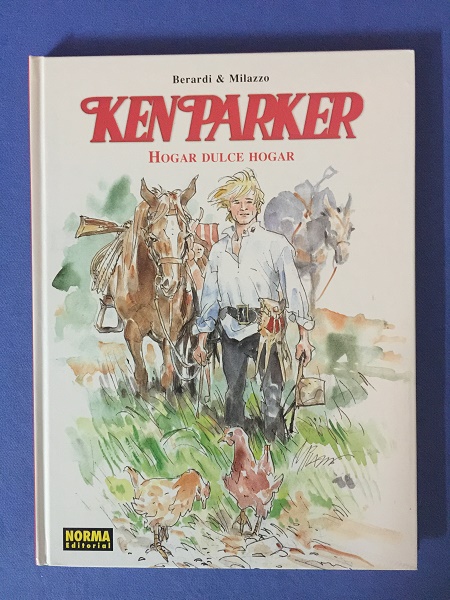 Berardi & Milazzo
KEN PARKER
HOGAR DULCE HOGAR
NORMA
Editorial